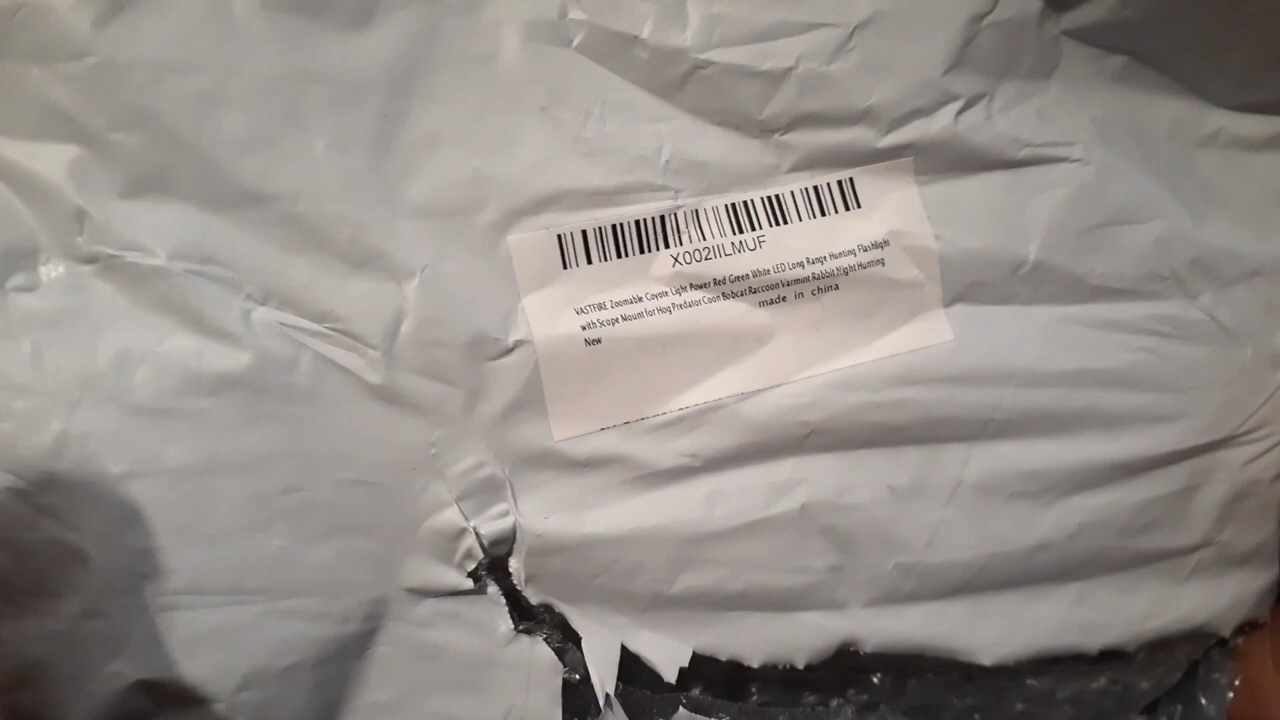 X002IILMUF
VASTFIRE Zoomable Coyote Light Power Red Green White LED Long Range Hunting Flashlight
with Scope Mount for Hog Predator Coon Bobcat Raccoon Varmint Rabbit Night Hunting
made in china
New